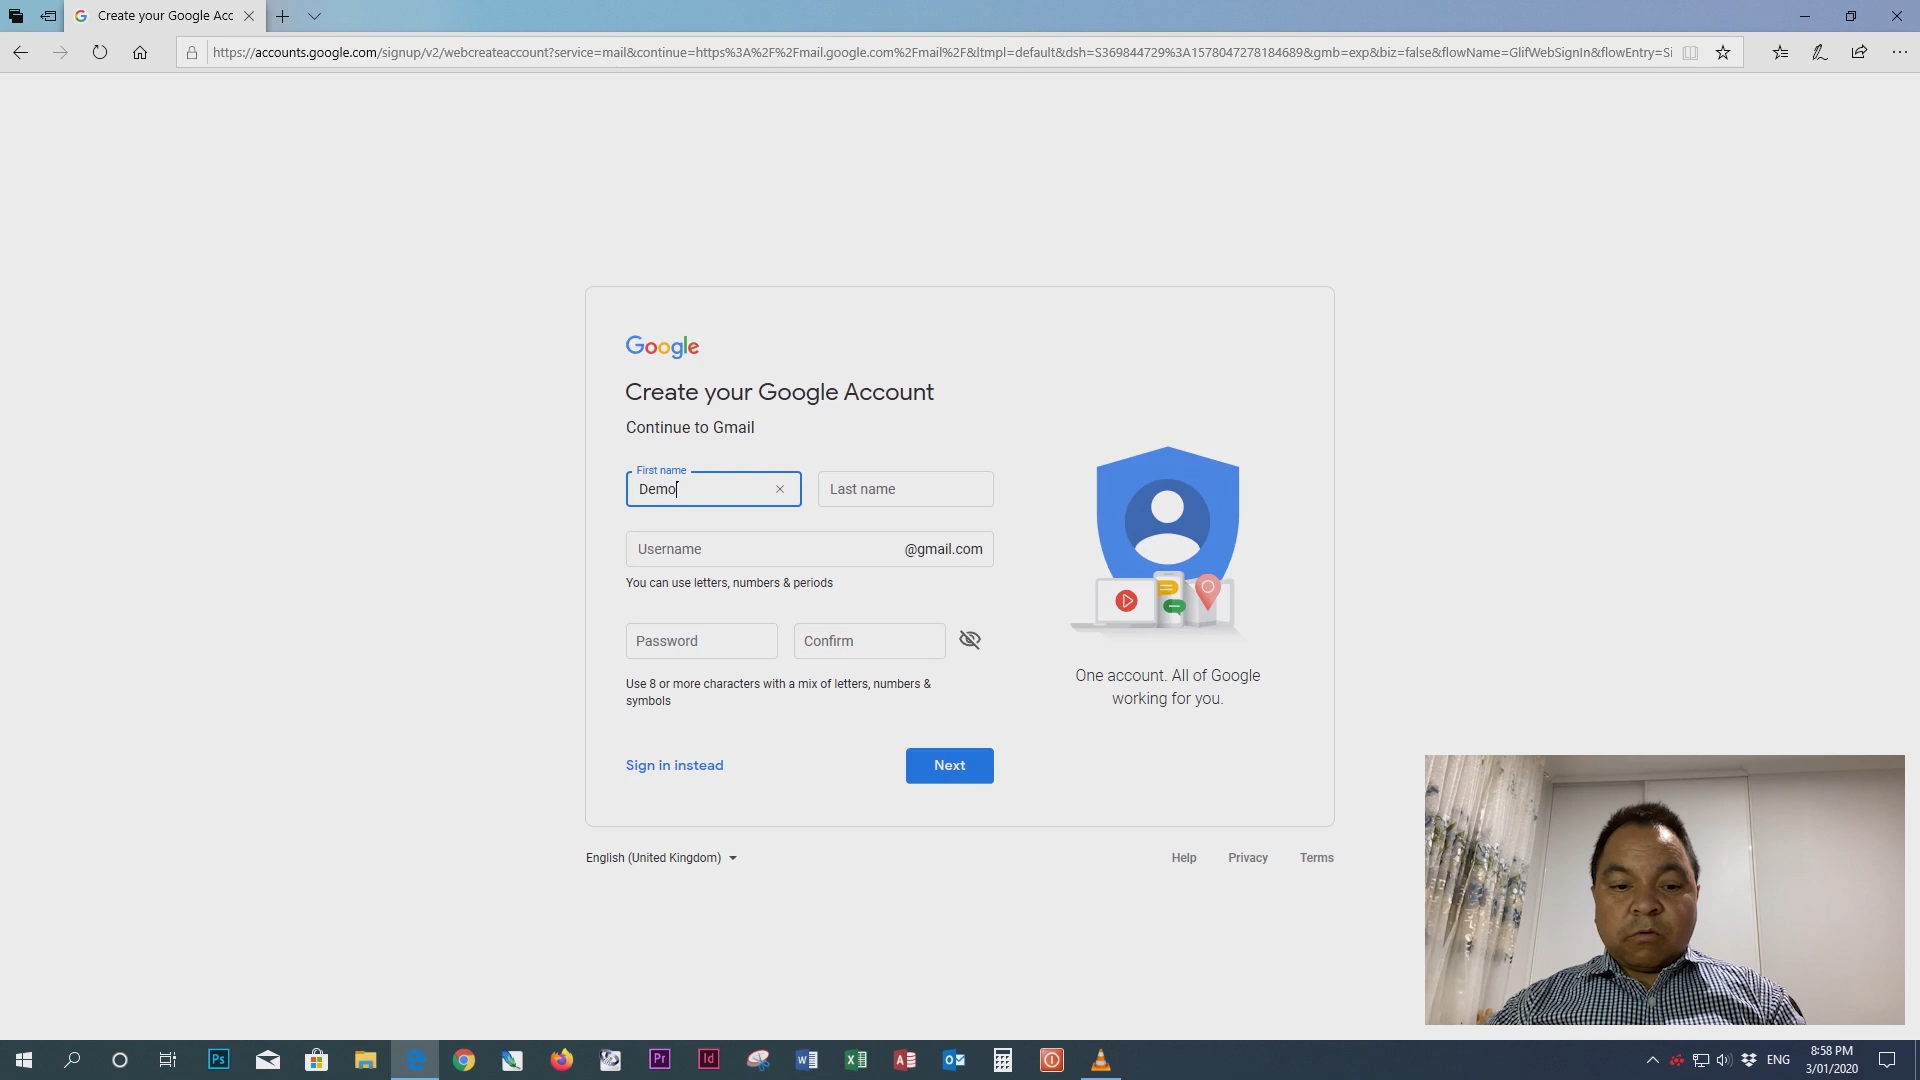 Create your Google Acc
https://accounts.google.com/signup/v2/webcreateaccount?service=mail&continue=https%3A%2F%2Fmail.google.com%2Fmail%2F&ltmpl=default&dsh=S369844729%3A1578047278184689&gmb=exp&biz=false&flowName=GlifWebSignIn&flowEntry=Si
Google
Create your Google Account
Continue to Gmail
First name
Demo
Last name
Username
@gmail.com
You can use letters, numbers & periods
Password
Confirm
Use 8 or more characters with a mix of letters, numbers &
symbols
One account. All of Google
working for you.
Sign in instead
Next
English (United Kingdom)
Help
Privacy
Terms
Ps
Pr
Id
ENG
8:58 PM
3/01/2020